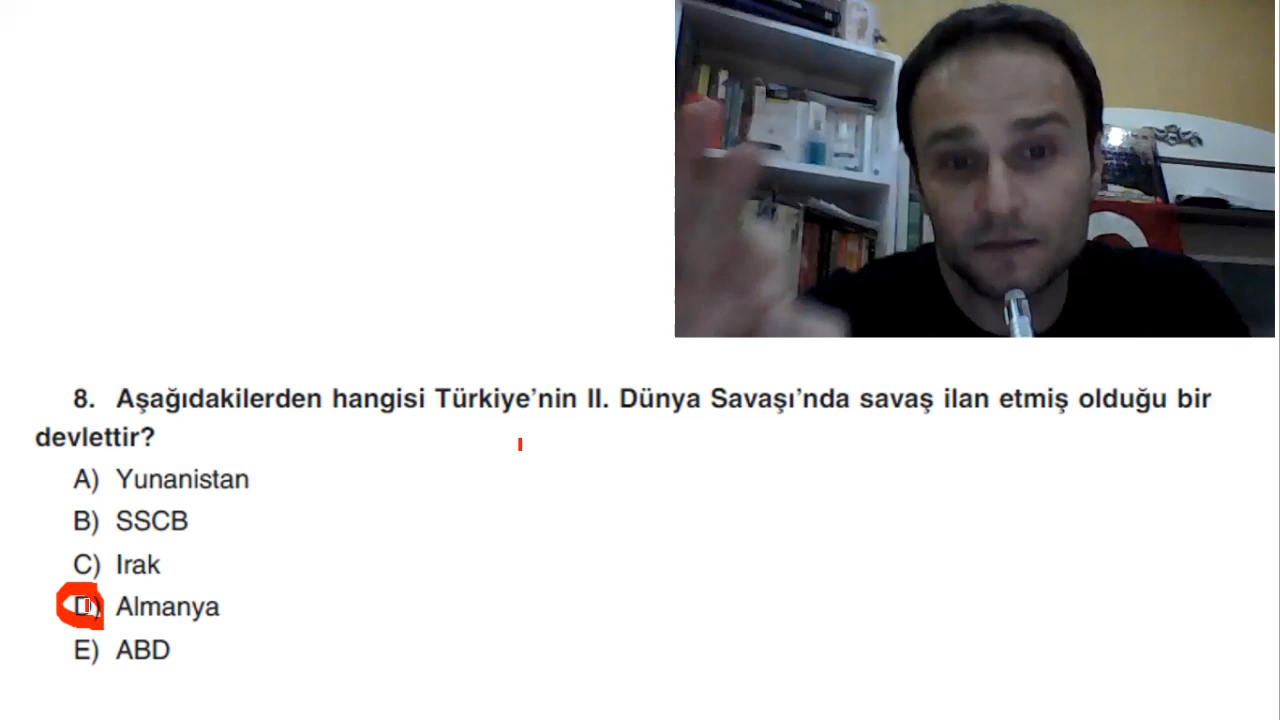 8. Aşağıdakilerden hangisi Türkiye'nin II. Dünya Savaşı'nda savaş ilan etmiş olduğu bir
devlettir?
A) Yunanistan
B) SSCB
C) Irak
D) Almanya
E) ABD